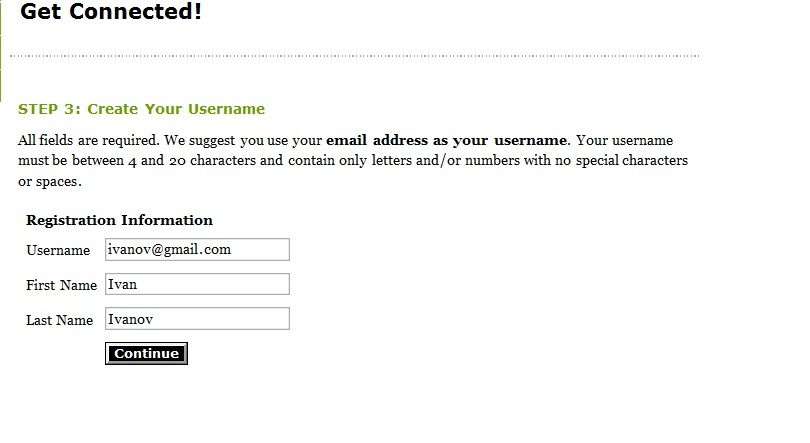 Get Connected!
STEP 3: Create Your Username
All fields are required. We suggest you use your email address as your username. Your username
must be between 4 and 20 characters and contain only letters and/or numbers with no special characters
or spaces.
Registration Information
Username ivanov@gmail.com
First Name Ivan
Last Name Ivanov
Continue